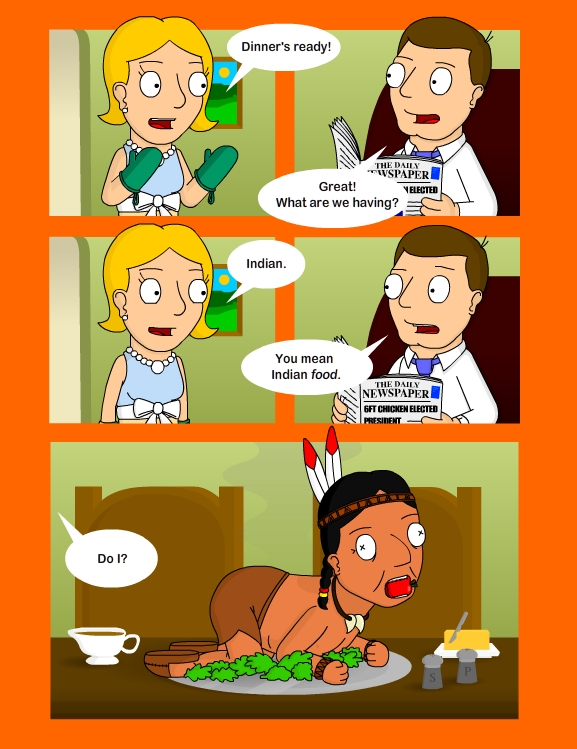 Dinner's ready!
Great!
What are we having?
THE DAILY
NEWSPAPER
ELECTED
Indian.
You mean
Indian food.
THE DAILY
NEWSPAPER
6FT CHICKEN ELECTED
PRESIDENT
Do I?
S
P